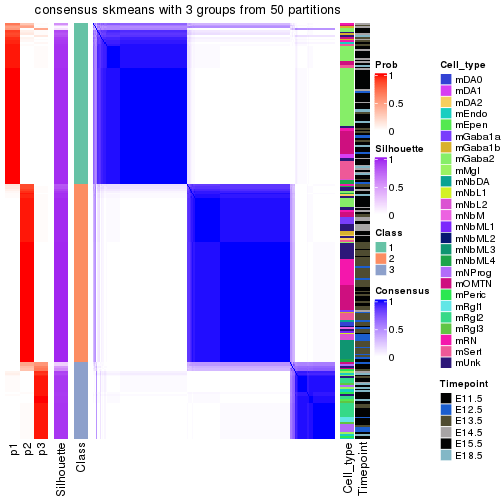 consensus skmeans with 3 groups from 50 partitions
Prob
1
0.5
0
Silhouette
1
0.5
0
Class
1
2
3
Consensus
1
0.5
0
Cell_type
mDA0
mDA1
mDA2
mEndo
mEpen
mGaba1a
mGaba1b
mGaba2
mMgl
mNbDA
mNbL1
mNbL2
mNbM
mNbML1
mNbML2
mNbML3
mNbML4
mNProg
mOMTN
mPeric
mRgl1
mRgl2
mRgl3
mRN
mSert
mUnk
Timepoint
E11.5
E12.5
E13.5
E14.5
E15.5
E18.5
p1
p2
p3
Silhouette
Class
Cell_type
Timepoint